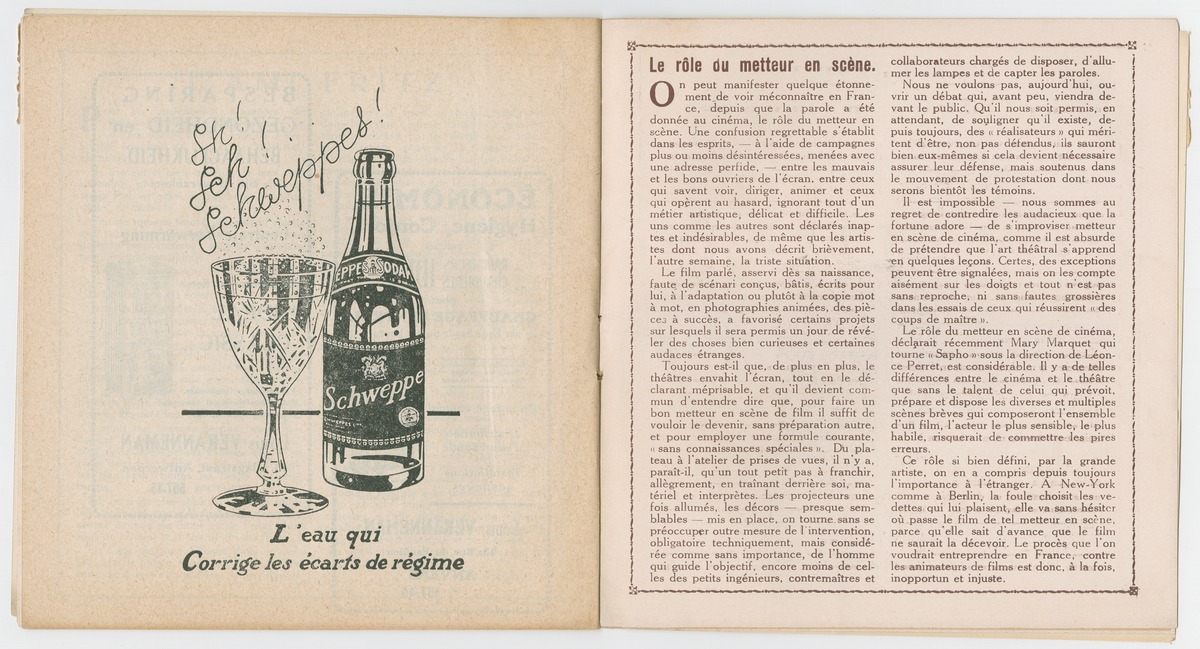 Sch!
Sch!
Schweppes!
EPPES SODA
Schweppe
L'eau qui
Corrige les écarts de régime
Le rôle du metteur en scène.
On peut manifester quelque étonne-
ment de voir méconnaître en Fran-
ce, depuis que la parole a été
donnée au cinéma, le rôle du metteur en
scène. Une confusion regrettable s'établit
dans les esprits, — à l'aide de campagnes
plus ou moins désintéressées, menées avec
une adresse perfide, — entre les mauvais
et les bons ouvriers de l'écran, entre ceux
qui savent voir, diriger, animer et ceux
qui opèrent au hasard, ignorant tout d'un
métier artistique, délicat et difficile. Les
uns comme les autres sont déclarés inap-
tes et indésirables, de même que les artis-
tes dont nous avons décrit brièvement,
l'autre semaine, la triste situation.
Le film parlé, asservi dès sa naissance,
faute de scénari conçus, bâtis, écrits pour
lui, à l'adaptation ou plutôt à la copie mot
à mot, en photographies animées, des piè-
ces à succès, a favorisé certains projets
sur lesquels il sera permis un jour de révé-
ler des choses bien curieuses et certaines
audaces étranges.
Toujours est-il que, de plus en plus, le
théâtres envahit l'écran, tout en le dé-
clarant méprisable, et qu'il devient com-
mun d'entendre dire que, pour faire un
bon metteur en scène de film il suffit de
vouloir le devenir, sans préparation autre,
et pour employer une formule courante,
« sans connaissances spéciales ». Du pla-
teau à l'atelier de prises de vues, il n'y a,
paraît-il, qu'un tout petit pas à franchir,
allègrement, en traînant derrière soi, ma-
tériel et interprètes. Les projecteurs une
fois allumés, les décors — presque sem-
blables — mis en place, on tourne sans se
préoccuper outre mesure de l'intervention,
obligatoire techniquement, mais considé-
rée comme sans importance, de l'homme
qui guide l'objectif, encore moins de cel-
les des petits ingénieurs, contremaîtres et
collaborateurs chargés de disposer, d'allu-
mer les lampes et de capter les paroles.
Nous ne voulons pas, aujourd'hui, ou-
vrir un débat qui, avant peu, viendra de-
vant le public. Qu'il nous soit permis, en
attendant, de souligner qu'il existe, de-
puis toujours, des « réalisateurs » qui méri-
tent d'être, non pas défendus, ils sauront
bien eux-mêmes si cela devient nécessaire
assurer leur défense, mais soutenus dans
le mouvement de protestation dont nous
serons bientôt les témoins.
Il est impossible — nous sommes au
regret de contredire les audacieux que la
fortune adore — de s'improviser metteur
en scène de cinéma, comme il est absurde
de prétendre que l'art théâtral s'apprend
en quelques leçons. Certes, des exceptions
peuvent être signalées, mais on les compte
aisément sur les doigts et tout n'est pas
sans reproche, ni sans fautes grossières
dans les essais de ceux qui réussirent « des
coups de maître ».
Le rôle du metteur en scène de cinéma,
déclarait récemment Mary Marquet qui
tourne « Sapho » sous la direction de Léon-
ce Perret, est considérable. Il y a de telles
différences entre le cinéma et le théâtre
que sans le talent de celui qui prévoit,
prépare et dispose les diverses et multiples
scènes brèves qui composeront l'ensemble
d'un film, l'acteur le plus sensible, le plus
habile, risquerait de commettre les pires
erreurs.
Ce rôle si bien défini, par la grande
artiste, on en a compris depuis toujours
l'importance à l'étranger. A New-York
comme à Berlin, la foule choisit les ve-
dettes qui lui plaisent, elle va sans hésiter
où passe le film de tel metteur en scène,
parce qu'elle sait d'avance que le film
ne saurait la décevoir. Le procès que l'on
voudrait entreprendre en France, contre
les animateurs de films est donc, à la fois,
inopportun et injuste.